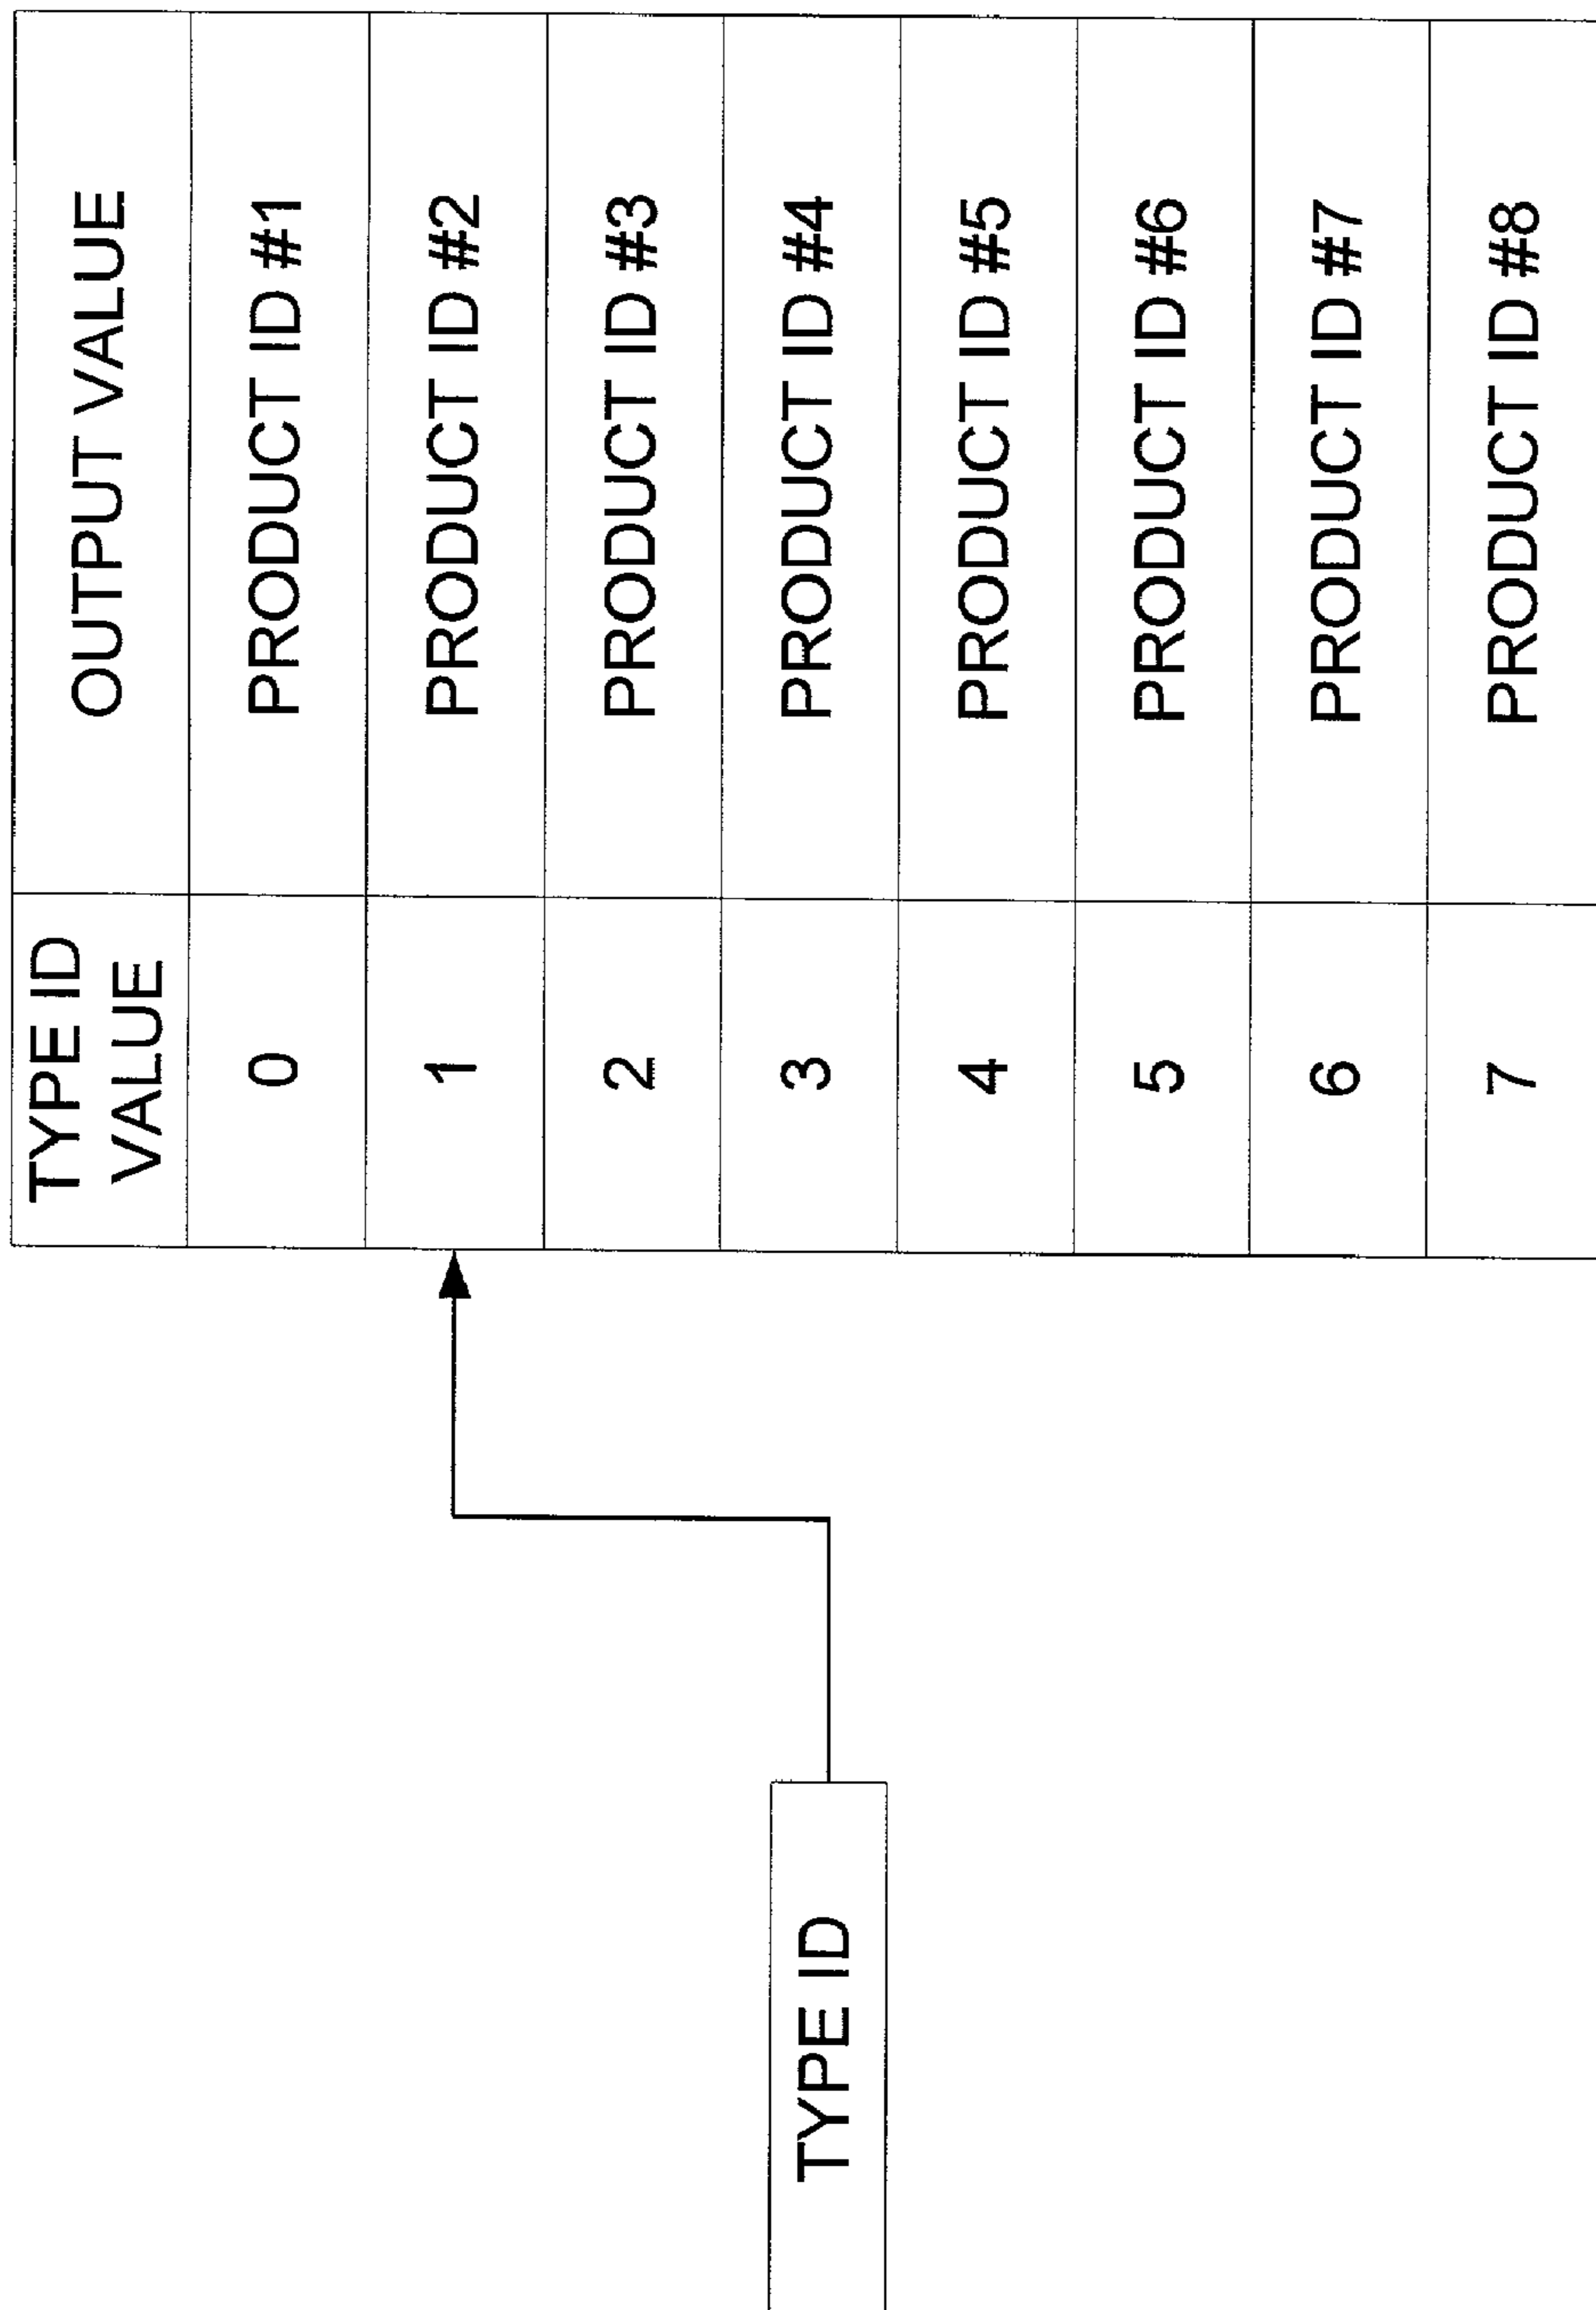 TYPE ID
TYPE ID
VALUE
OUTPUT VALUE
0
PRODUCT ID #1
1
PRODUCT ID #2
2
PRODUCT ID #3
3
PRODUCT ID #4
4
PRODUCT ID #5
5
PRODUCT ID #6
6
PRODUCT ID #7
7
PRODUCT ID #8